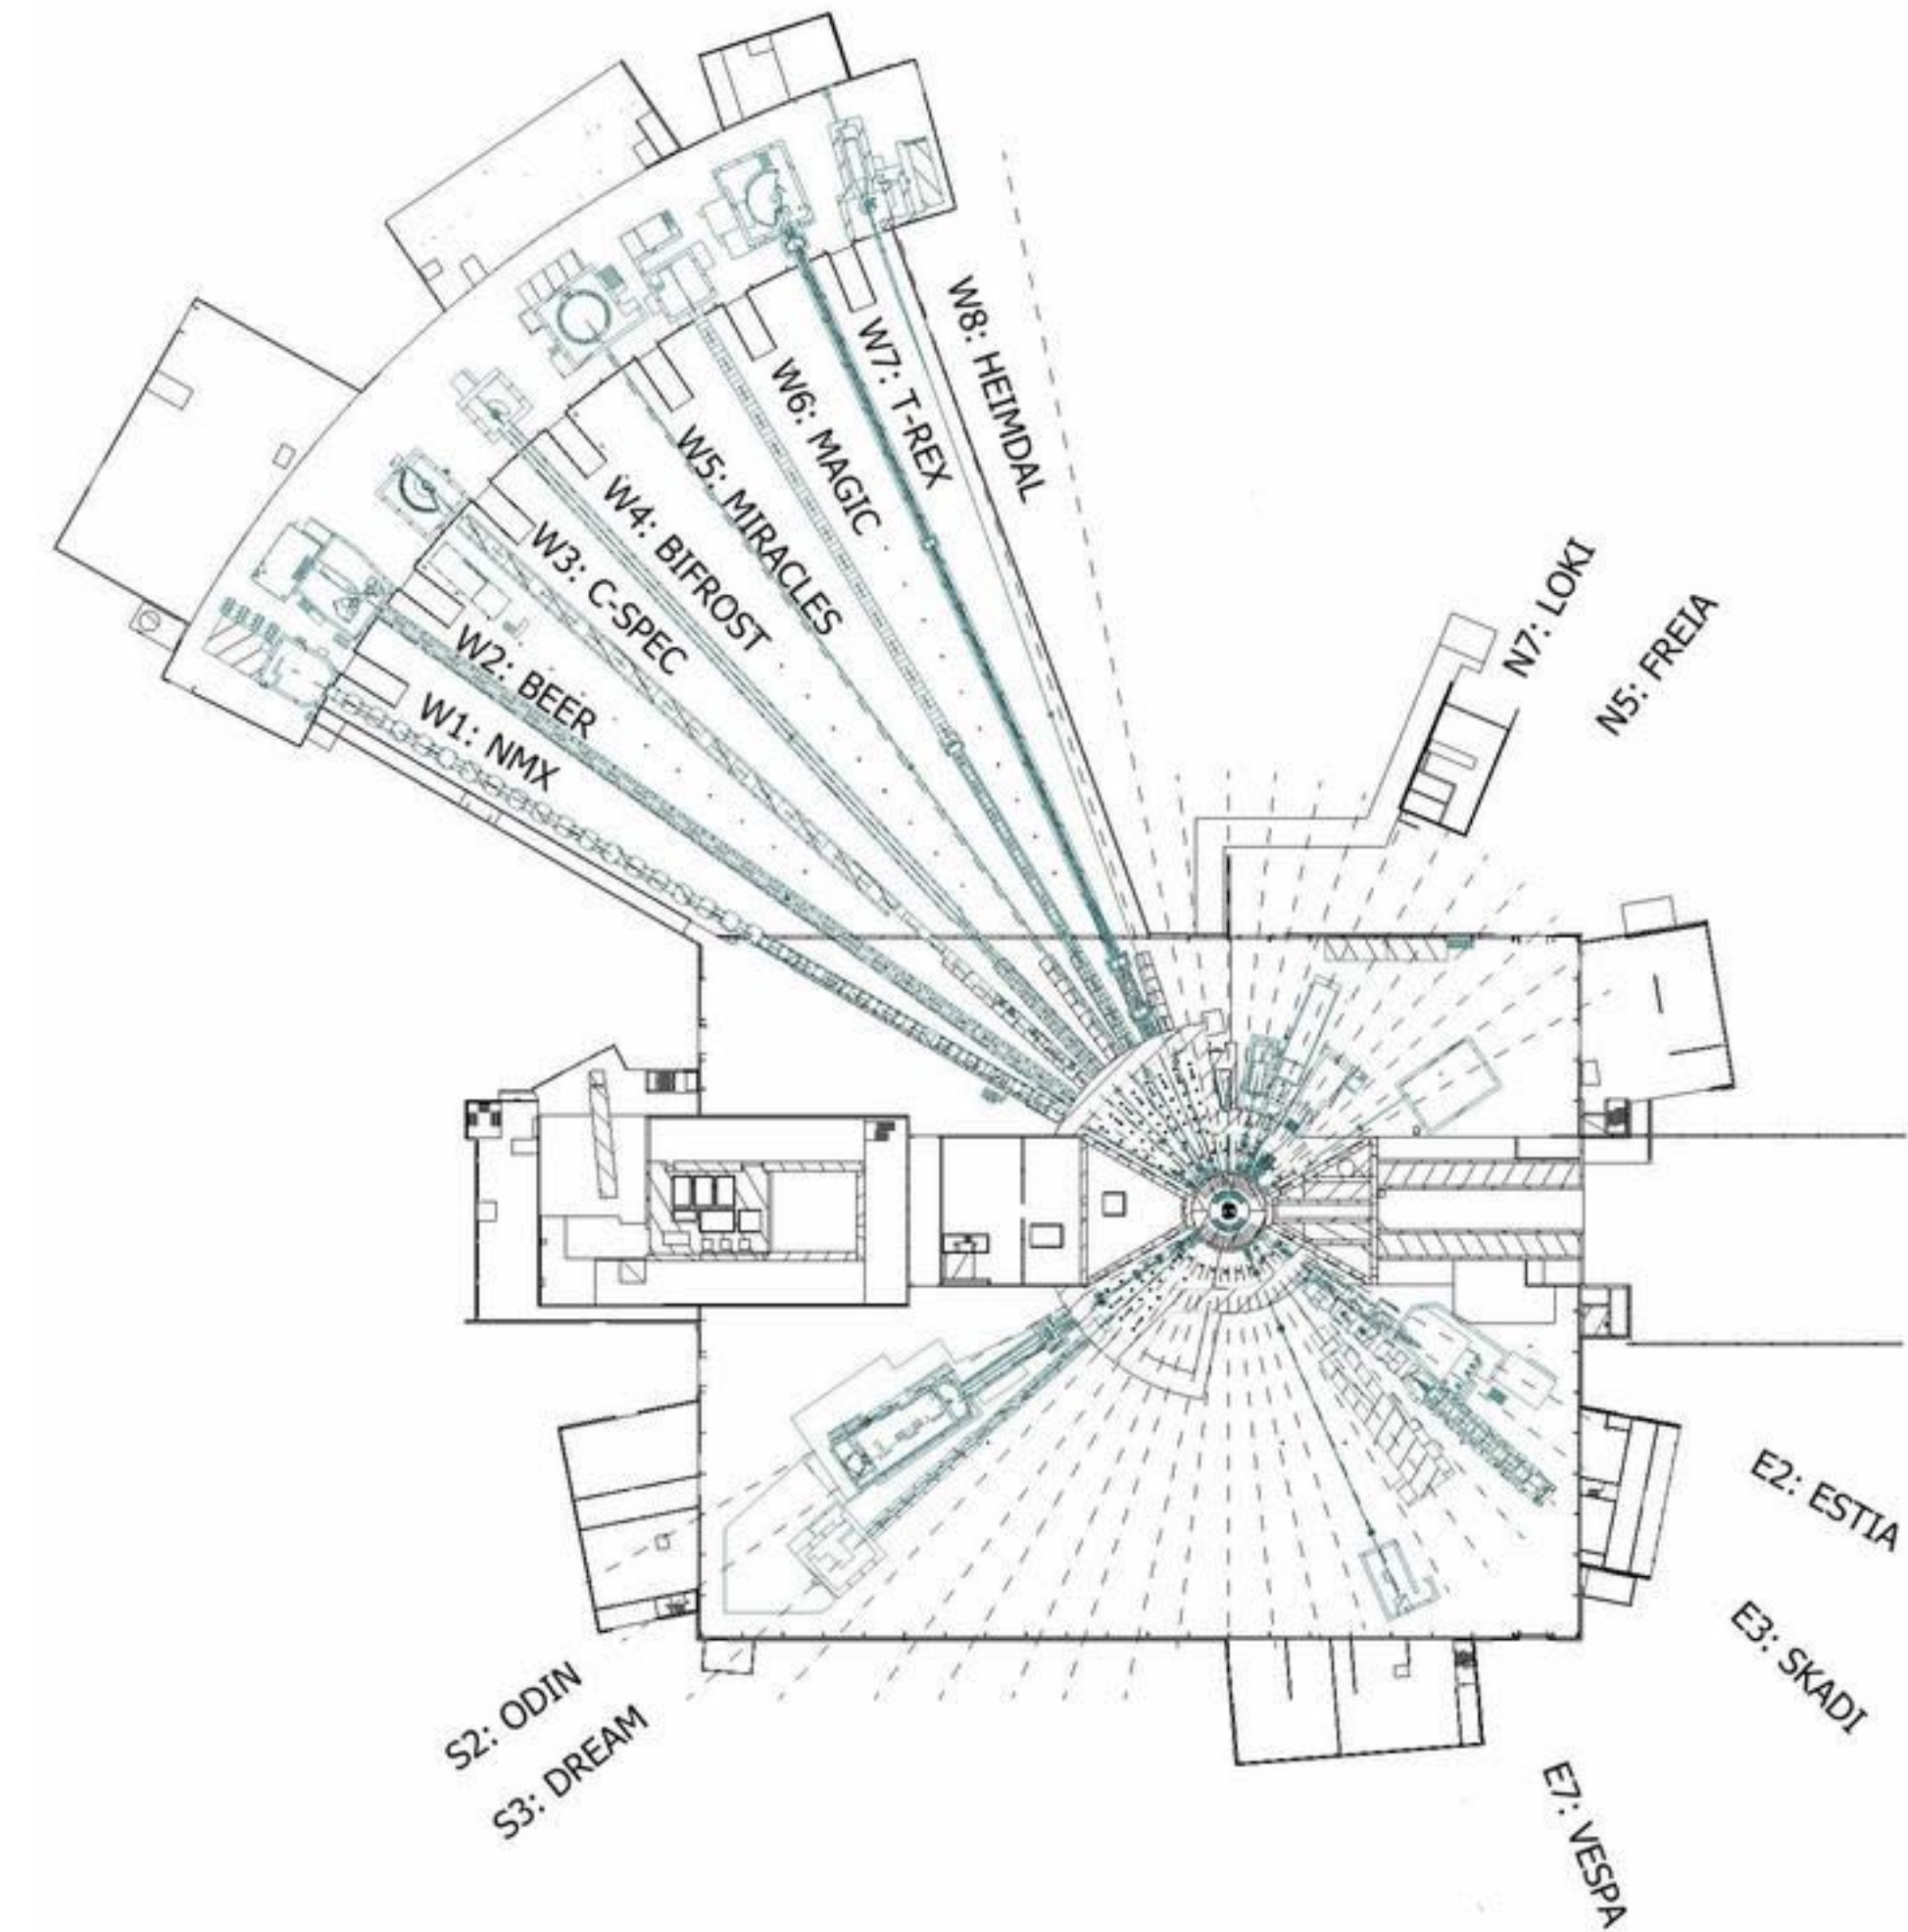 W8: HEIMDAL
W7: T-REX
W6: MAGIC
W5: MIRACLES
W4: BIFROST
W3: C-SPEC
W2: BEER
W1: NMX
N7: LOKI
N5: FREIA
E2: ESTIA
E3: SKADI
E7: VESPA
S2: ODIN
S3: DREAM